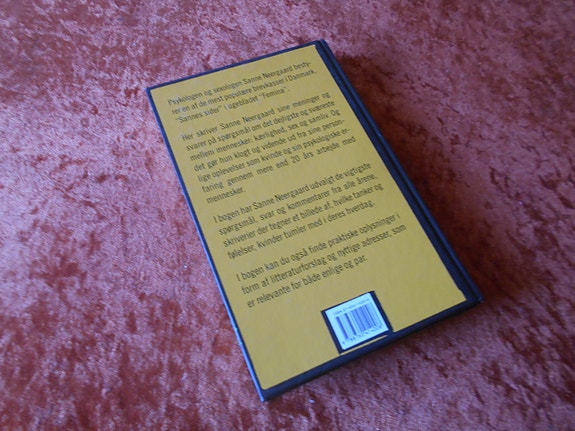 Psykologen og sexologen Sanne Neergaard besty-
rer en af de mest populære brevkasser i Danmark,
"Sannes sider" i ugebladet "Femina".
Her skriver Sanne Neergaard sine meninger og
svarer på spørgsmål om det dejligste og sværeste
mellem mennesker: kærlighed, sex og samliv. Og
det gør hun klogt og vidende ud fra sine person-
lige oplevelser som kvinde og sin psykologiske er-
faring gennem mere end 20 års arbejde med
mennesker.
I bogen har Sanne Neergaard udvalgt de vigtigste
spørgsmål, svar og kommentarer fra alle årene,
skriverier der tegner et billede af, hvilke tanker og
følelser, kvinder tumler med i deres hverdag.
I bogen kan du også finde praktiske oplysninger i
form af litteraturforslag og nyttige adresser, som
er relevante for både enlige og par.